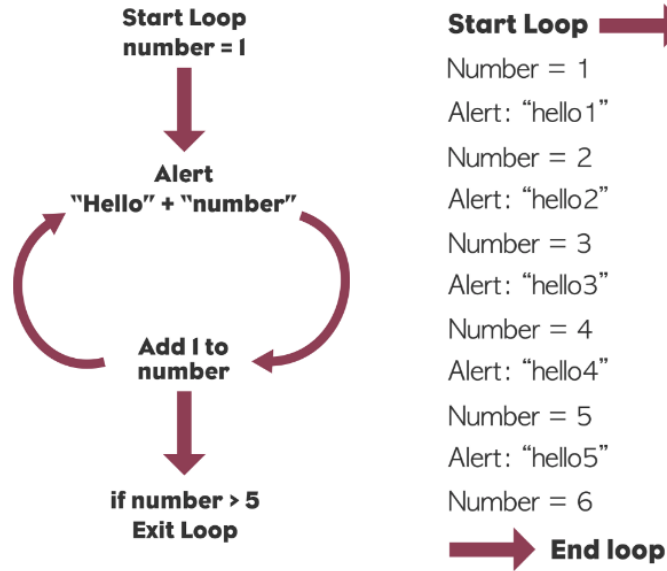 Start Loop
number = 1
Alert
“Hello” + “number”
Add 1 to
number
if number > 5
Exit Loop
Start Loop
Number = 1
Alert: “hello1”
Number = 2
Alert: “hello2”
Number = 3
Alert: “hello3”
Number = 4
Alert: “hello4”
Number = 5
Alert: “hello5”
Number = 6
End loop